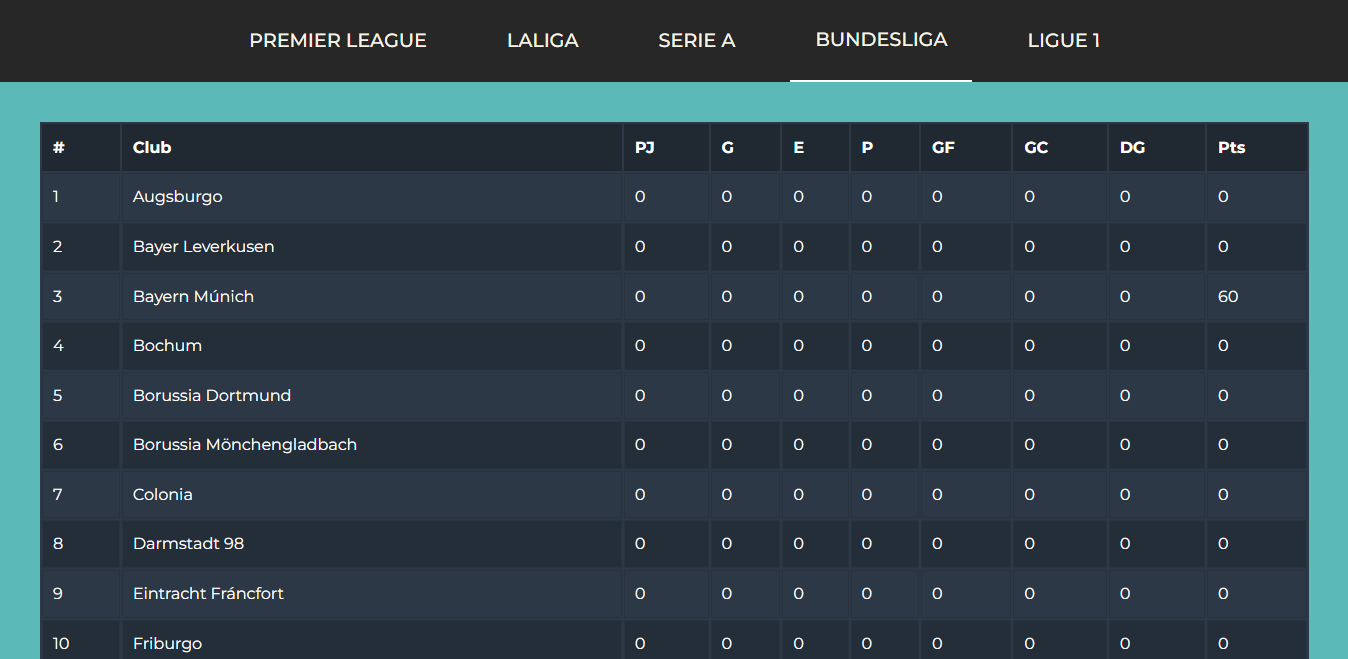 PREMIER LEAGUE LALIGA SERIE A BUNDESLIGA LIGUE 1
# Club PJ G E P GF GC DG Pts
1 Augsburgo 0 0 0 0 0 0 0 0
2 Bayer Leverkusen 0 0 0 0 0 0 0 0
3 Bayern Múnich 0 0 0 0 0 0 0 60
4 Bochum 0 0 0 0 0 0 0 0
5 Borussia Dortmund 0 0 0 0 0 0 0 0
6 Borussia Mönchengladbach 0 0 0 0 0 0 0 0
7 Colonia 0 0 0 0 0 0 0 0
8 Darmstadt 98 0 0 0 0 0 0 0 0
9 Eintracht Fráncfort 0 0 0 0 0 0 0 0
10 Friburgo 0 0 0 0 0 0 0 0